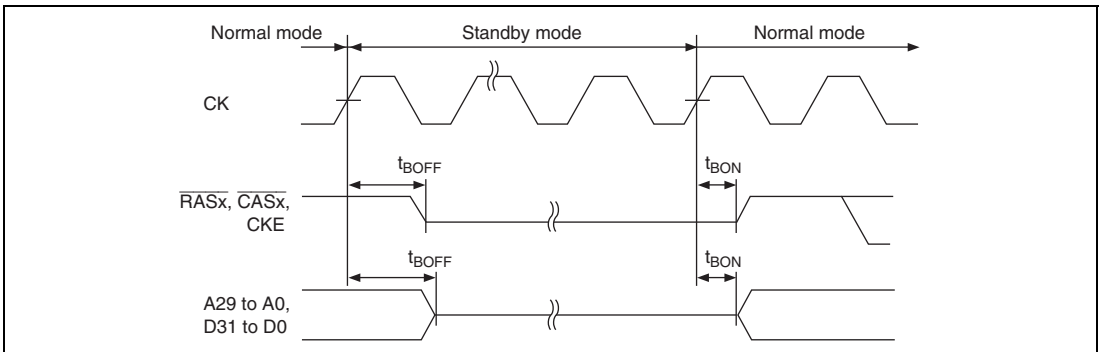 Normal mode Standby mode Normal mode
CK
tBOFF tBON
RASx, CASx,
CKE
tBOFF tBON
A29 to A0,
D31 to D0